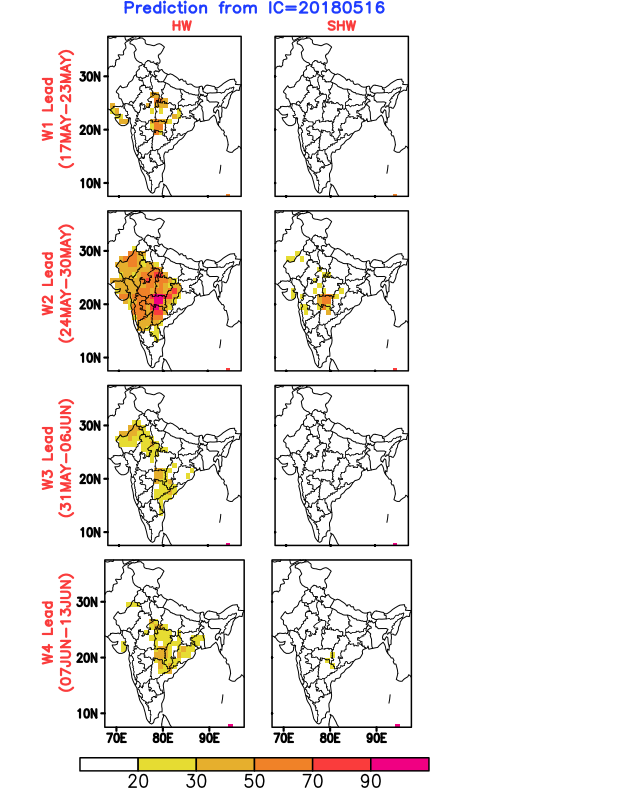 Prediction from IC=20180516
HW SHW
W1 Lead
(17MAY-23MAY)
30N
20N
10N
W2 Lead
(24MAY-30MAY)
30N
20N
10N
W3 Lead
(31MAY-06JUN)
30N
20N
10N
W4 Lead
(07JUN-13JUN)
30N
20N
10N
70E 80E 90E 70E 80E 90E
20 30 50 70 90